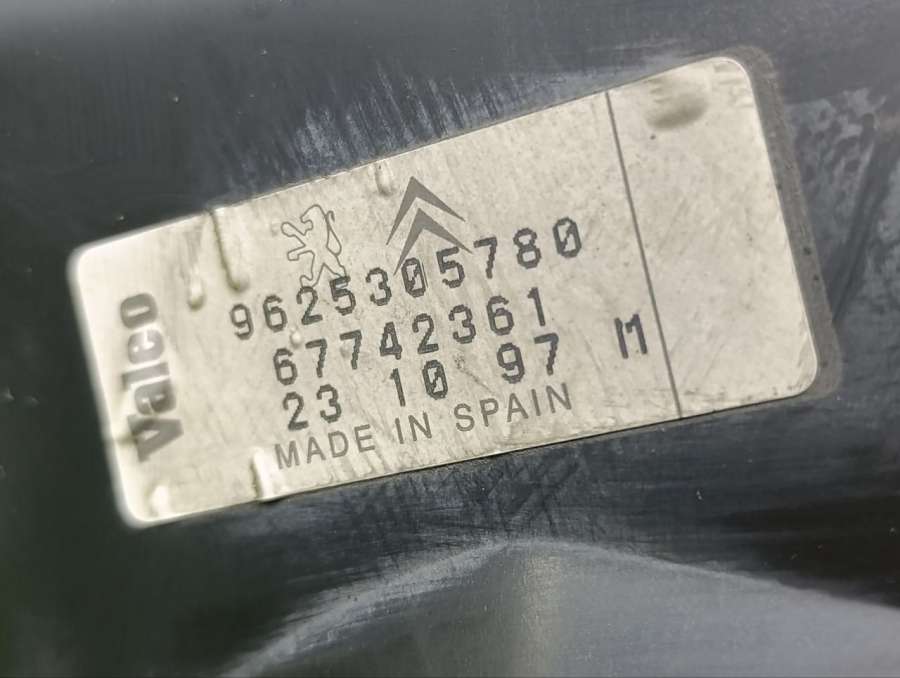 Valeo
9625305780
67742361
23 10 97 M
MADE IN SPAIN